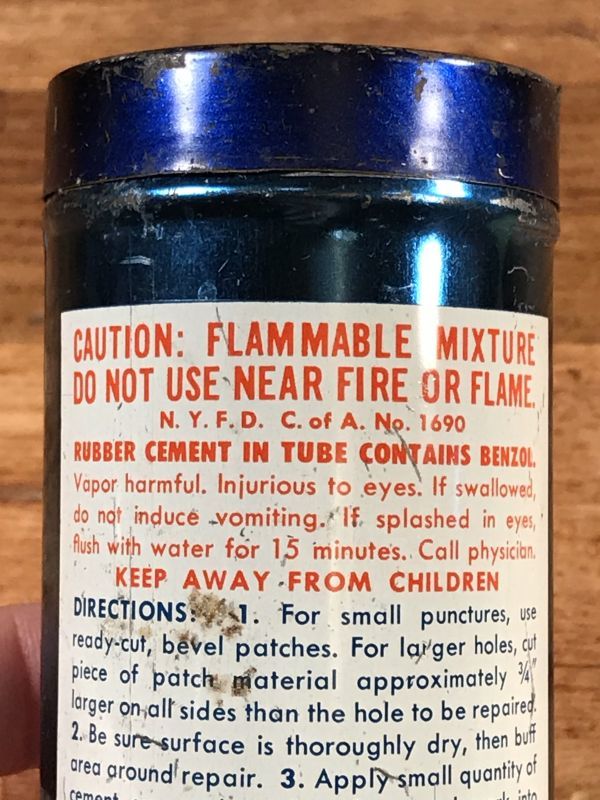 CAUTION: FLAMMABLE MIXTURE
DO NOT USE NEAR FIRE OR FLAME.
N. Y. F. D. C. of A. No. 1690
RUBBER CEMENT IN TUBE CONTAINS BENZOL.
Vapor harmful. Injurious to eyes. If swallowed,
do not induce vomiting. If splashed in eyes,
flush with water for 15 minutes. Call physician.
KEEP AWAY FROM CHILDREN
DIRECTIONS: 1. For small punctures, use
ready-cut, bevel patches. For larger holes, cut
piece of patch material approximately ¾"
larger on all sides than the hole to be repaired.
2. Be sure surface is thoroughly dry, then buff
area around repair. 3. Apply small quantity of
cement